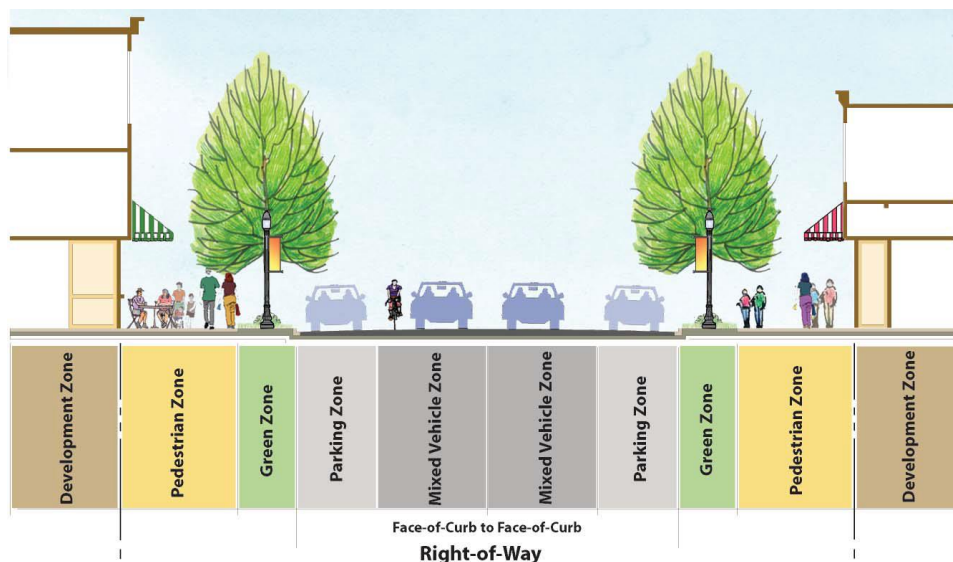 Development Zone
Pedestrian Zone
Green Zone
Parking Zone
Mixed Vehicle Zone
Mixed Vehicle Zone
Parking Zone
Green Zone
Pedestrian Zone
Development Zone
Face-of-Curb to Face-of-Curb
Right-of-Way